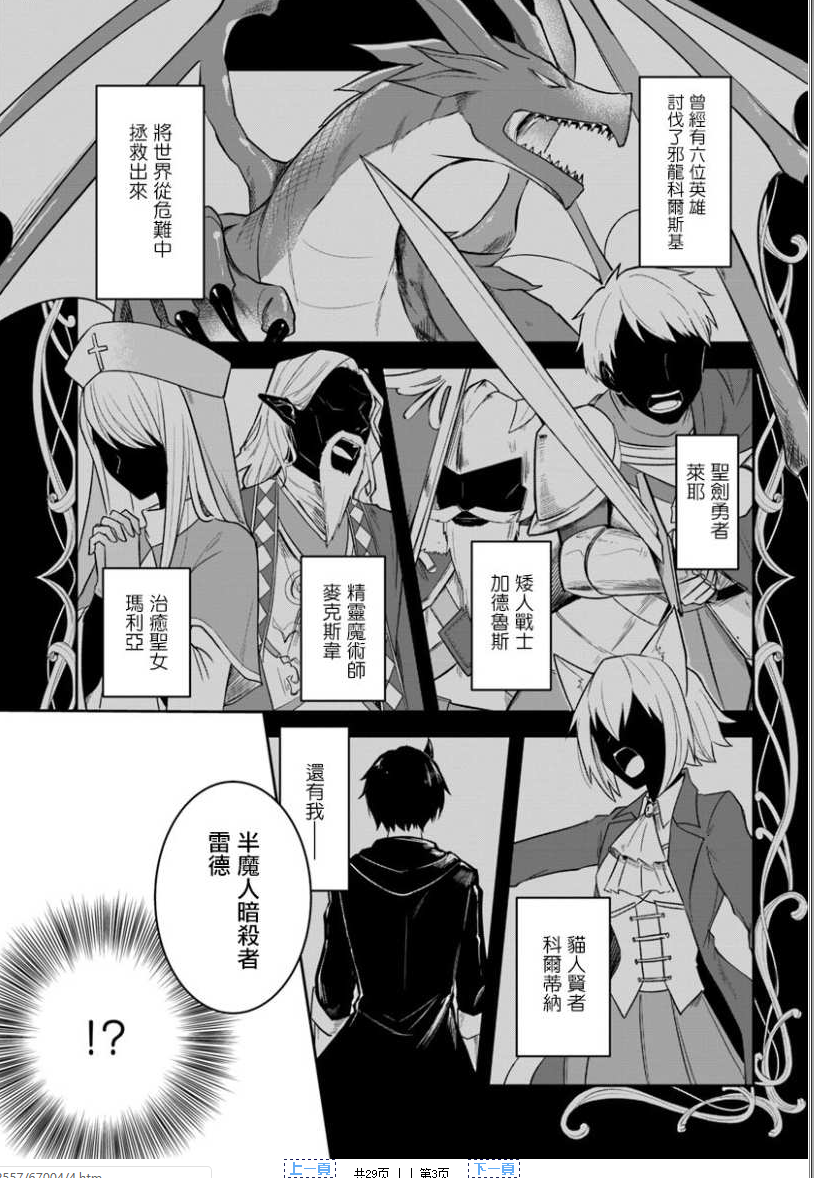 曾經有六位英雄
討伐了邪龍科爾斯基
將世界從危難中
拯救出來
聖劍勇者
萊耶
矮人戰士
加德魯斯
精靈魔術師
麥克斯韋
治癒聖女
瑪利亞
貓人賢者
科爾蒂納
還有我——
半魔人暗殺者
雷德
!?
上一頁 共29页 | | 第3页 下一頁
2557/67004/4.htm